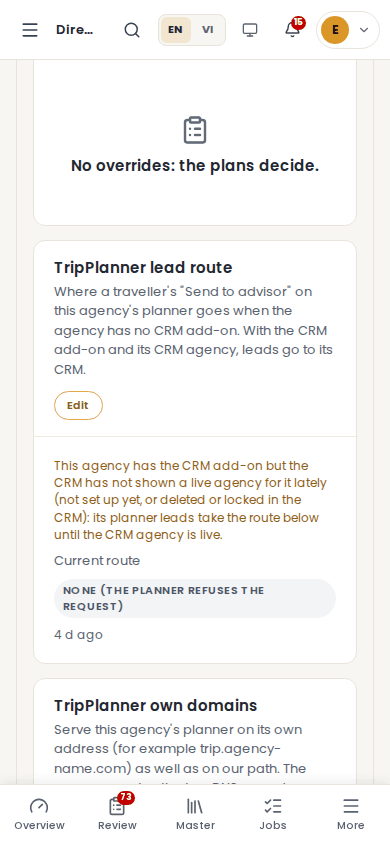 Dire...
EN
VI
15
E
No overrides: the plans decide.
TripPlanner lead route
Where a traveller's "Send to advisor" on
this agency's planner goes when the
agency has no CRM add-on. With the CRM
add-on and its CRM agency, leads go to its
CRM.
Edit
This agency has the CRM add-on but the
CRM has not shown a live agency for it lately
(not set up yet, or deleted or locked in the
CRM): its planner leads take the route below
until the CRM agency is live.
Current route
NONE (THE PLANNER REFUSES THE
REQUEST)
4 d ago
TripPlanner own domains
Serve this agency's planner on its own
address (for example trip.agency-
name.com) as well as on our path. The
73
Overview
Review
Master
Jobs
More